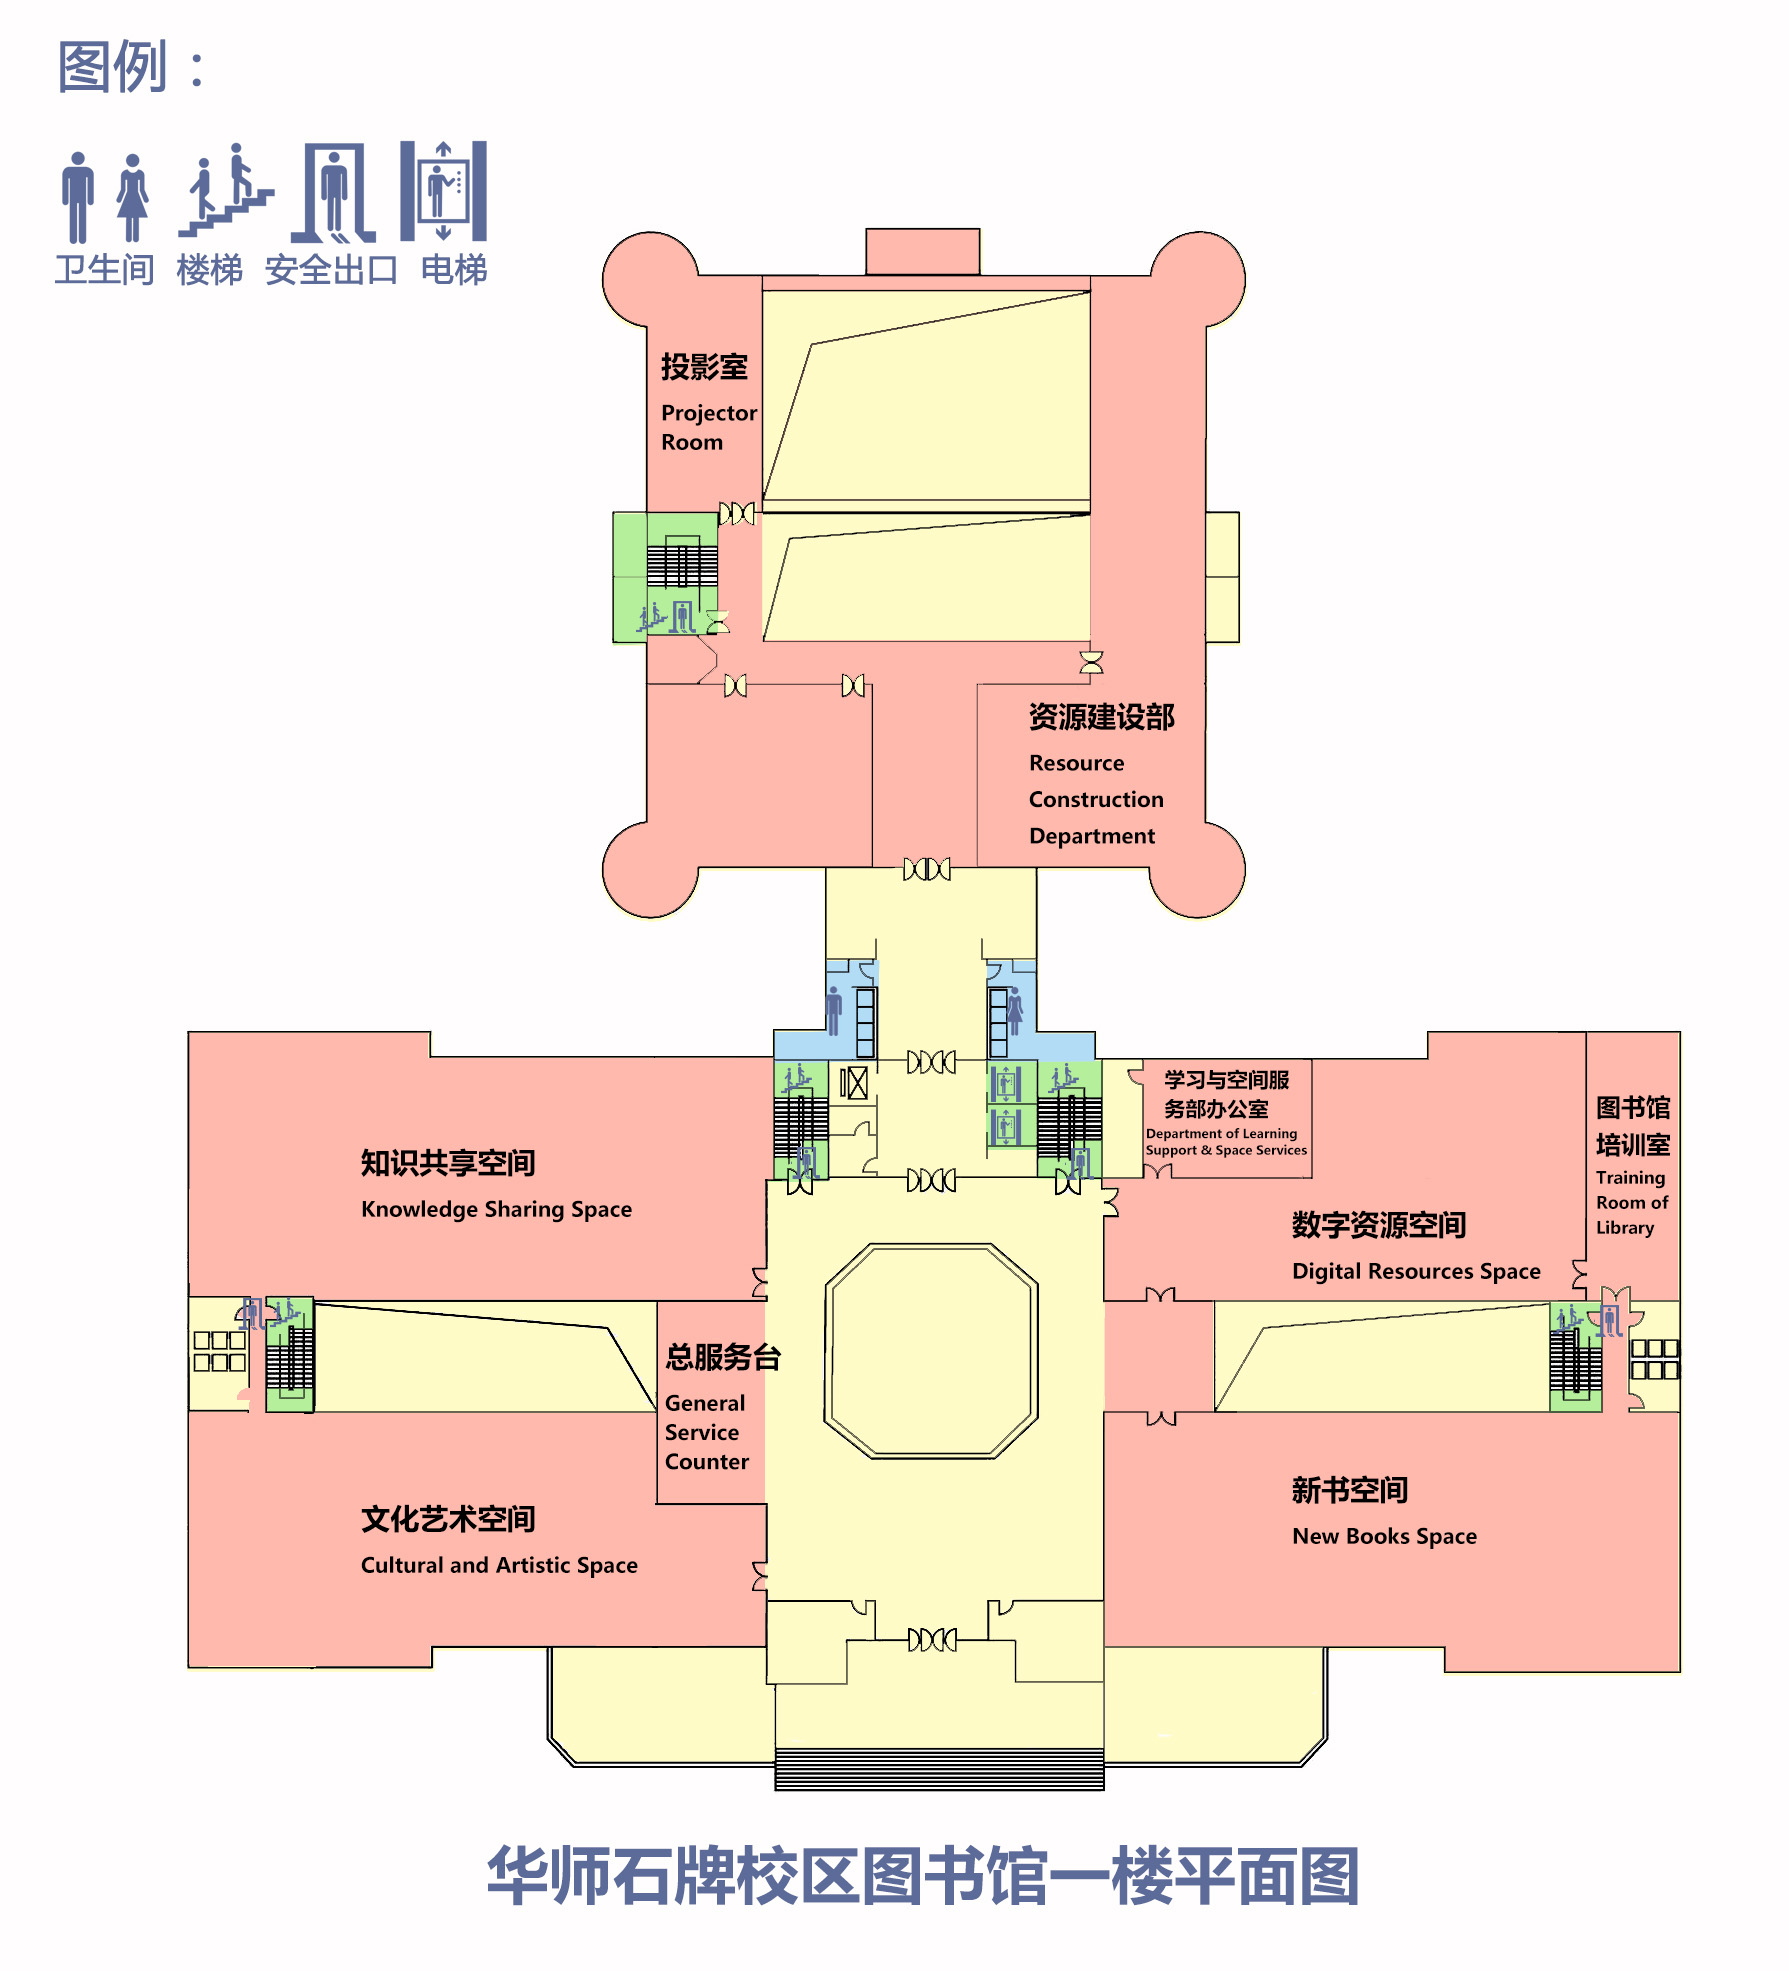 图例：
卫生间 楼梯 安全出口 电梯
投影室
Projector
Room
资源建设部
Resource
Construction
Department
学习与空间服
务部办公室
Department of Learning
Support & Space Services
图书馆
培训室
Training
Room of
Library
知识共享空间
Knowledge Sharing Space
数字资源空间
Digital Resources Space
总服务台
General
Service
Counter
文化艺术空间
Cultural and Artistic Space
新书空间
New Books Space
华师石牌校区图书馆一楼平面图